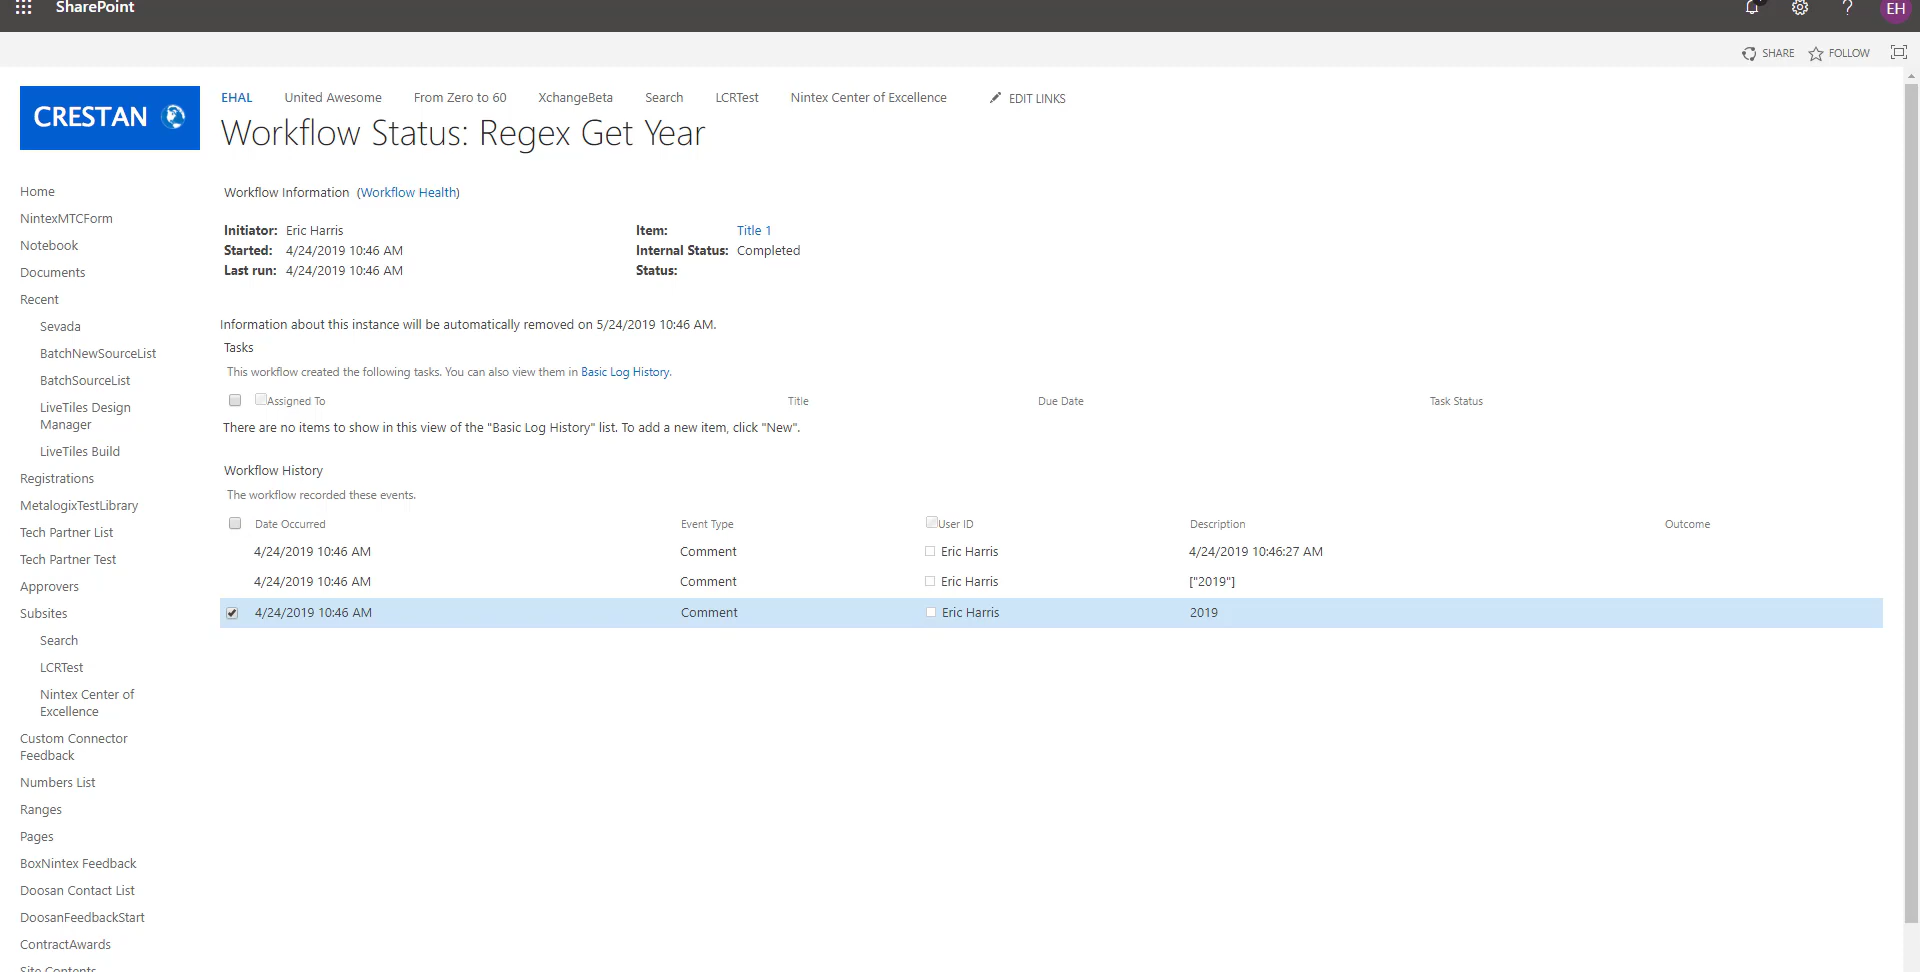 SharePoint
?
EH
SHARE FOLLOW
CRESTAN
EHAL United Awesome From Zero to 60 XchangeBeta Search LCRTest Nintex Center of Excellence EDIT LINKS
Workflow Status: Regex Get Year
Home
NintexMTCForm
Notebook
Documents
Recent
Sevada
BatchNewSourceList
BatchSourceList
LiveTiles Design
Manager
LiveTiles Build
Registrations
MetalogixTestLibrary
Tech Partner List
Tech Partner Test
Approvers
Subsites
Search
LCRTest
Nintex Center of
Excellence
Custom Connector
Feedback
Numbers List
Ranges
Pages
BoxNintex Feedback
Doosan Contact List
DoosanFeedbackStart
ContractAwards
Site Contents
Workflow Information (Workflow Health)
Initiator: Eric Harris Item: Title 1
Started: 4/24/2019 10:46 AM Internal Status: Completed
Last run: 4/24/2019 10:46 AM Status:
Information about this instance will be automatically removed on 5/24/2019 10:46 AM.
Tasks
This workflow created the following tasks. You can also view them in Basic Log History.
Assigned To Title Due Date Task Status
There are no items to show in this view of the "Basic Log History" list. To add a new item, click "New".
Workflow History
The workflow recorded these events.
Date Occurred Event Type User ID Description Outcome
4/24/2019 10:46 AM Comment Eric Harris 4/24/2019 10:46:27 AM
4/24/2019 10:46 AM Comment Eric Harris ["2019"]
4/24/2019 10:46 AM Comment Eric Harris 2019